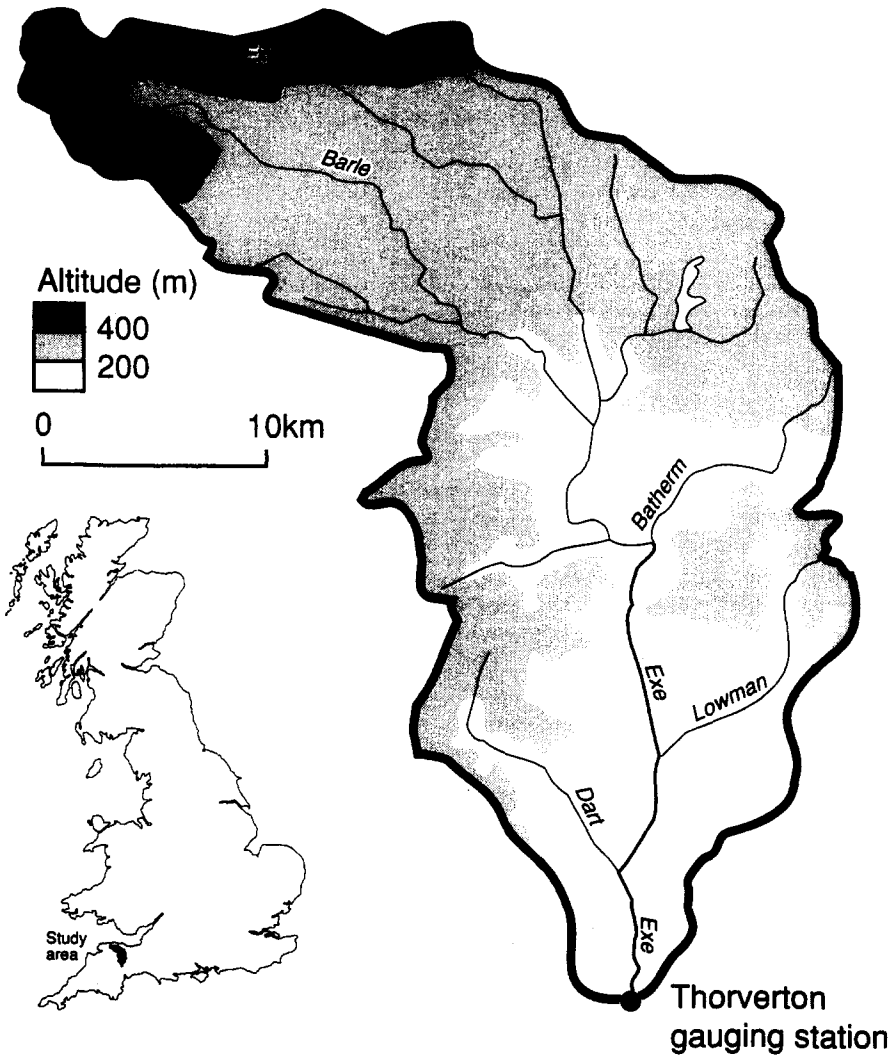 Barle
Altitude (m)
400
200
0 10km
Batherm
Exe
Lowman
Dart
Study
area
Exe
Thorverton
gauging station